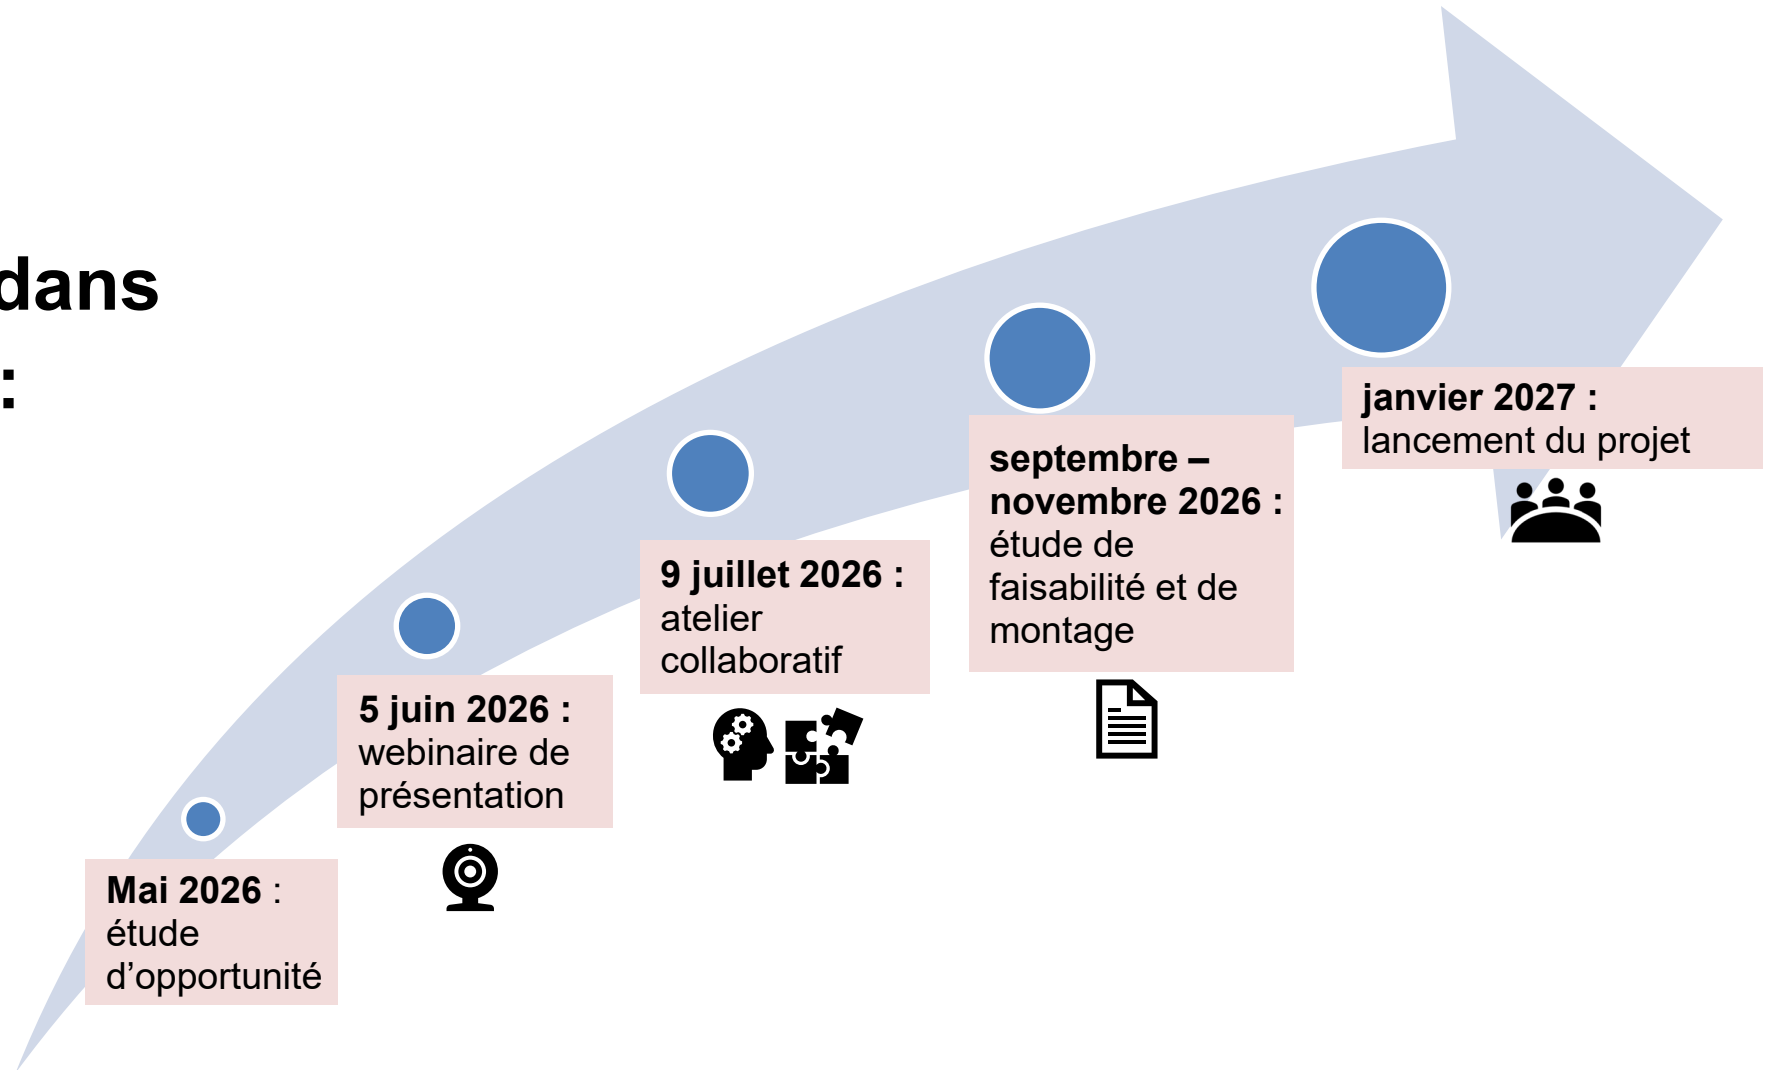 dans
:
janvier 2027 :
lancement du projet
septembre –
novembre 2026 :
étude de
faisabilité et de
montage
9 juillet 2026 :
atelier
collaboratif
5 juin 2026 :
webinaire de
présentation
Mai 2026 :
étude
d’opportunité